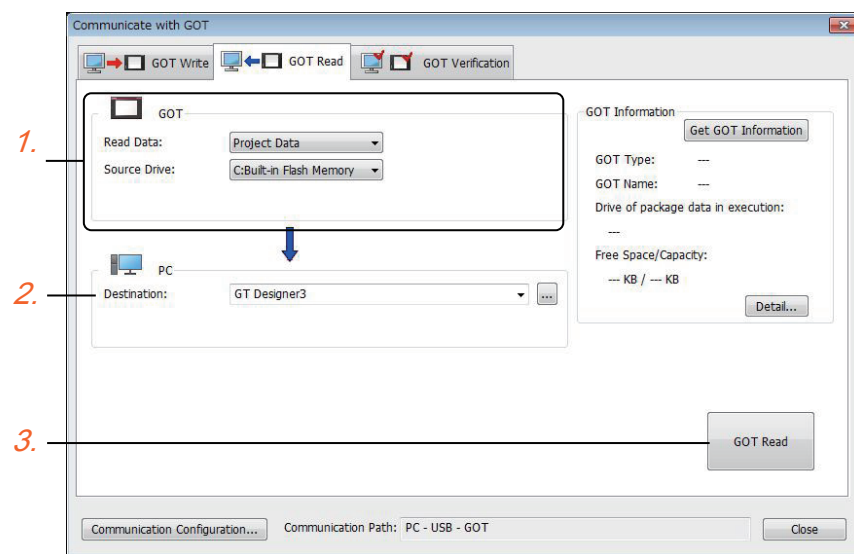 Communicate with GOT
GOT Write
GOT Read
GOT Verification
1.
GOT
Read Data:
Project Data
Source Drive:
C:Built-in Flash Memory
2.
PC
Destination:
GT Designer3
...
GOT Information
Get GOT Information
GOT Type: ---
GOT Name: ---
Drive of package data in execution:
---
Free Space/Capacity:
--- KB / --- KB
Detail...
3.
GOT Read
Communication Configuration...
Communication Path: PC - USB - GOT
Close